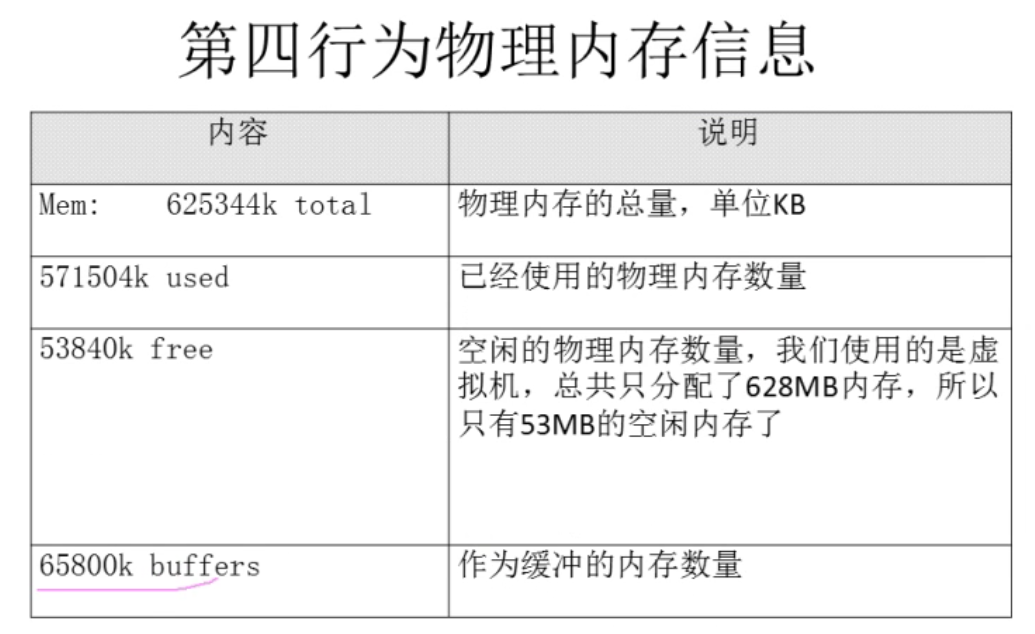 第四行为物理内存信息
内容 说明
Mem: 625344k total 物理内存的总量，单位KB
571504k used 已经使用的物理内存数量
53840k free 空闲的物理内存数量，我们使用的是虚
拟机，总共只分配了628MB内存，所以
只有53MB的空闲内存了
65800k buffers 作为缓冲的内存数量